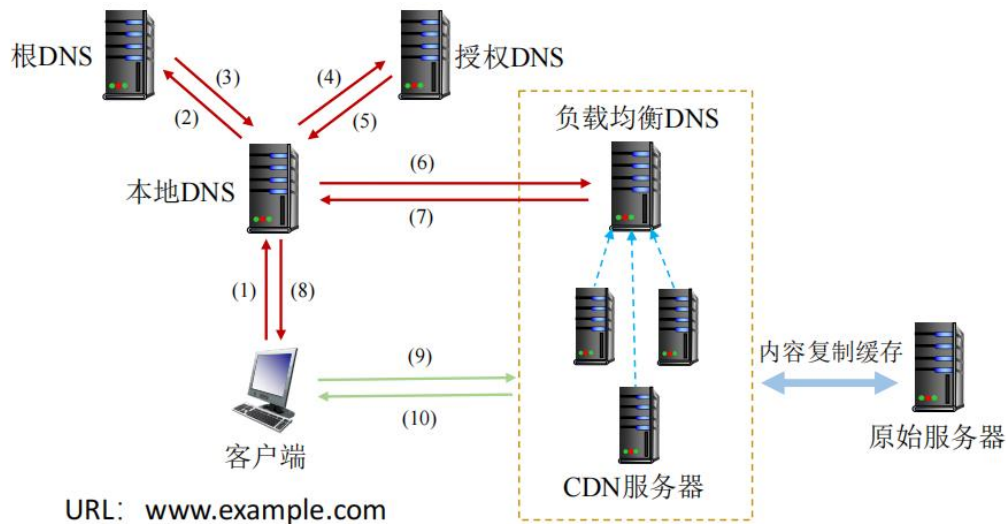 根DNS
授权DNS
(3)
(4)
(2)
(5)
负载均衡DNS
本地DNS
(6)
(7)
(1)
(8)
(9)
(10)
内容复制缓存
客户端
CDN服务器
原始服务器
URL: www.example.com